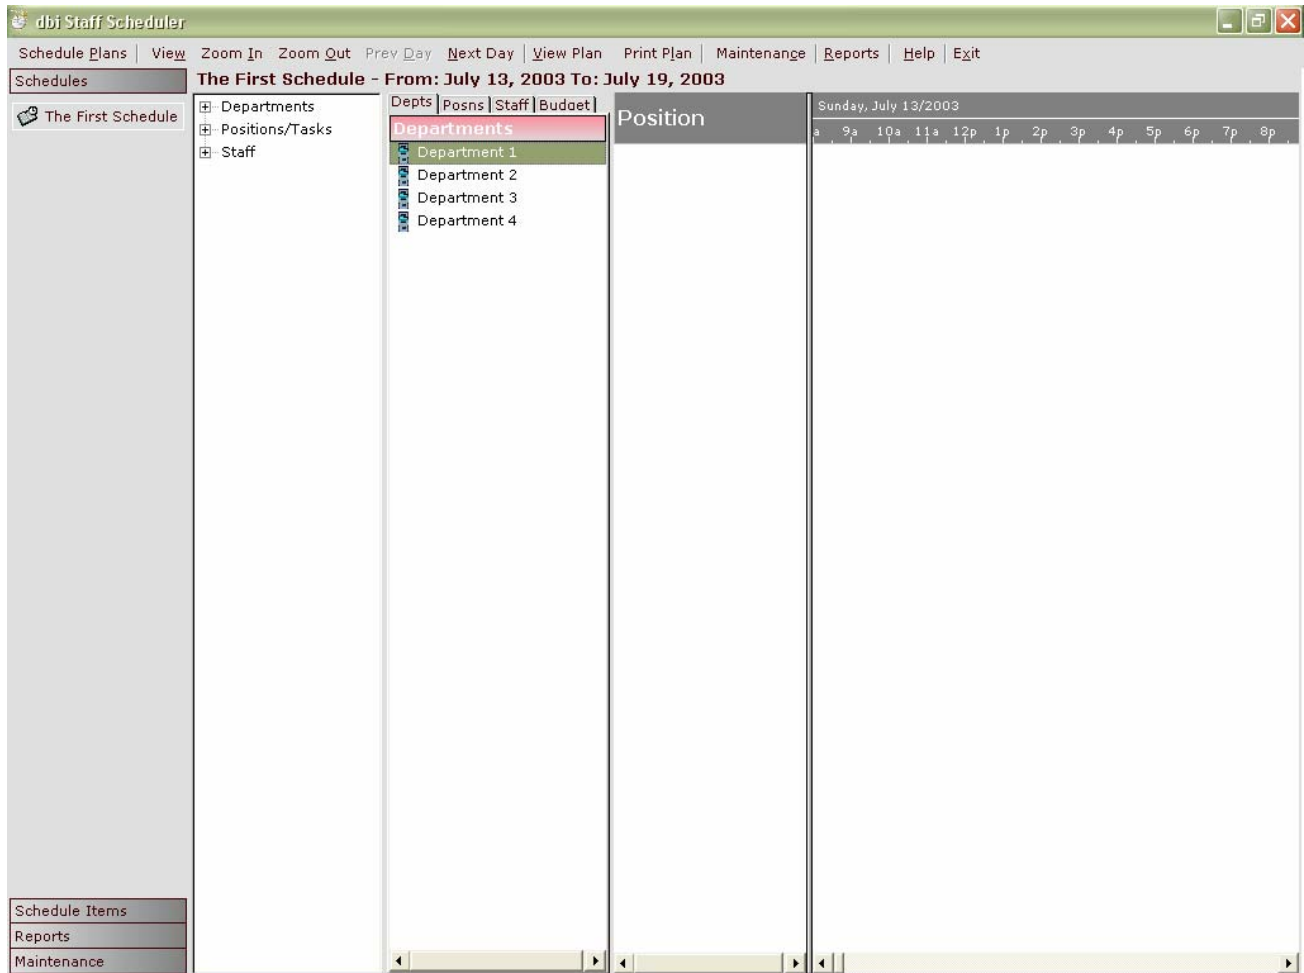 dbi Staff Scheduler
Schedule Plans View Zoom In Zoom Out Prev Day Next Day View Plan Print Plan Maintenance Reports Help Exit
Schedules
The First Schedule - From: July 13, 2003 To: July 19, 2003
The First Schedule
Departments
Positions/Tasks
Staff
Depts Posns Staff Budget
Departments
Department 1
Department 2
Department 3
Department 4
Position
Sunday, July 13/2003
a 9a 10a 11a 12p 1p 2p 3p 4p 5p 6p 7p 8p
Schedule Items
Reports
Maintenance